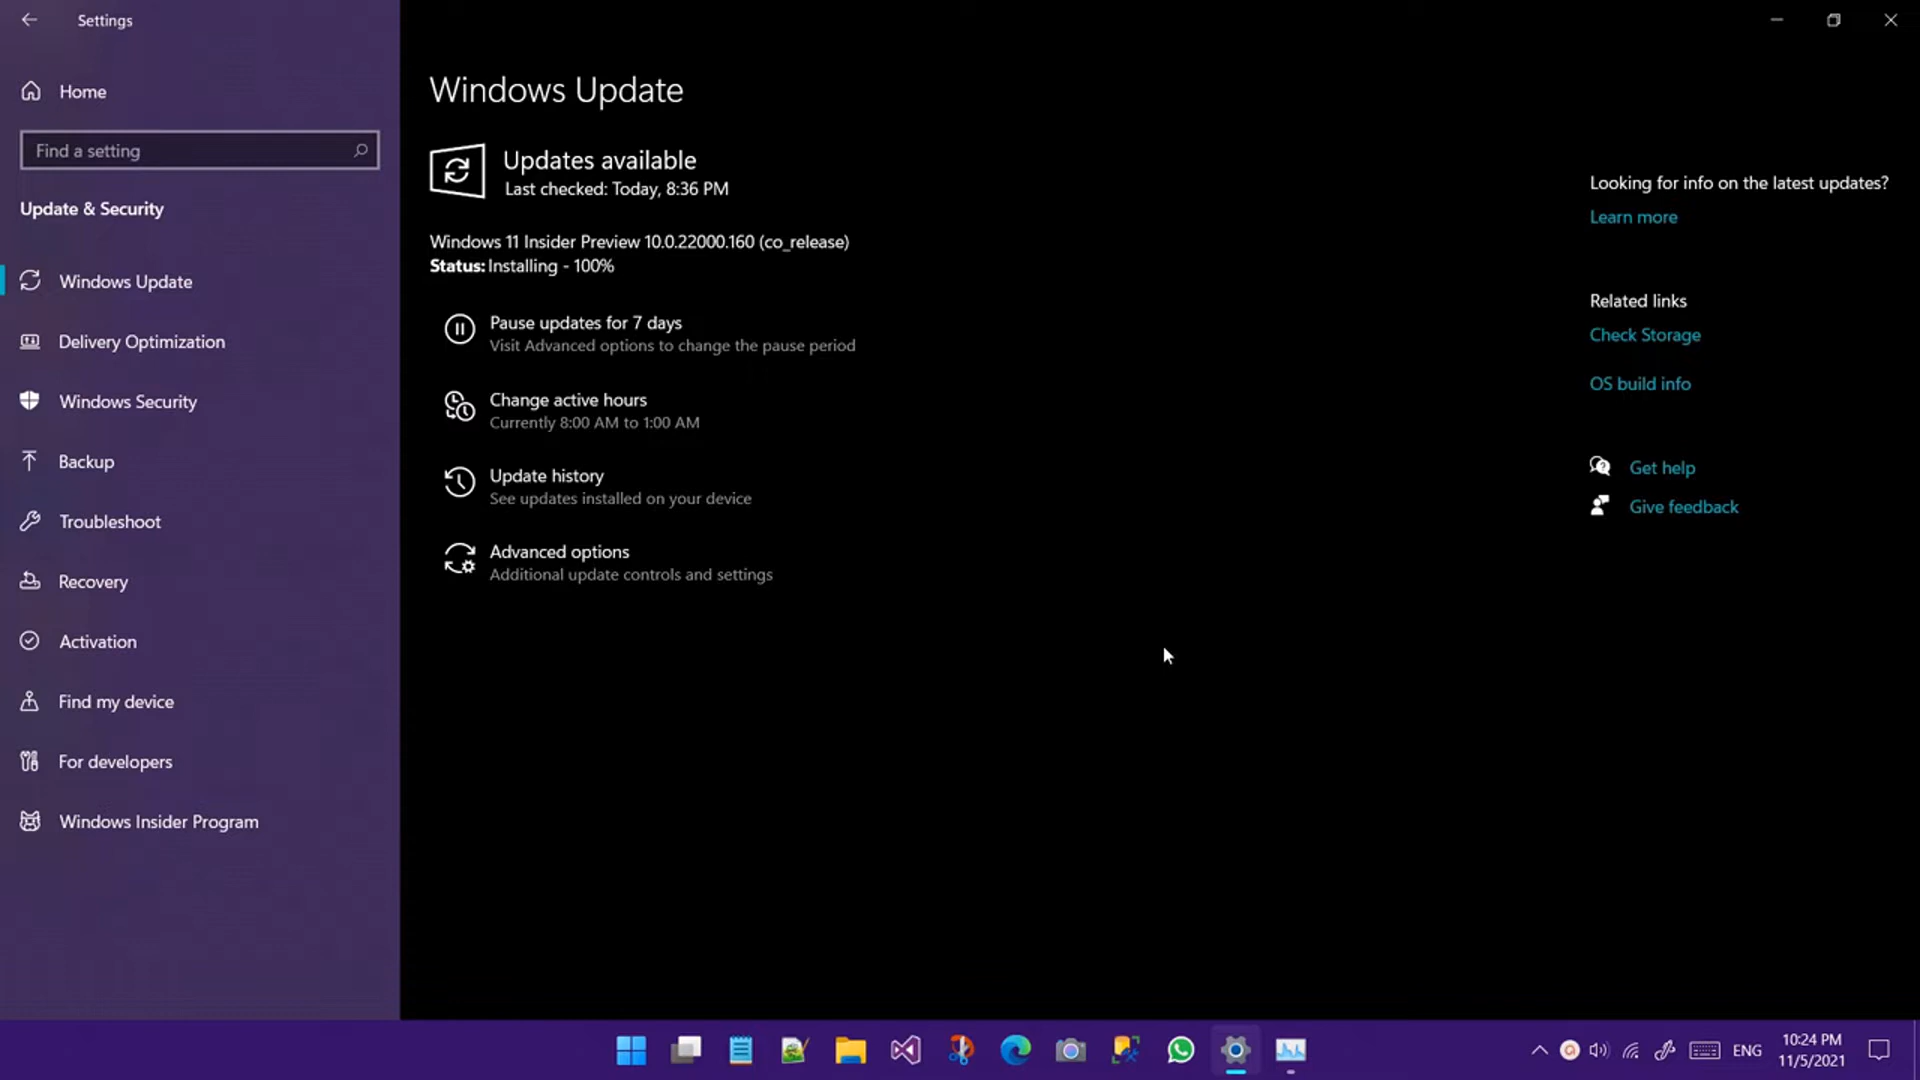 Settings
Home
Find a setting
Update & Security
Windows Update
Delivery Optimization
Windows Security
Backup
Troubleshoot
Recovery
Activation
Find my device
For developers
Windows Insider Program
Windows Update
Updates available
Last checked: Today, 8:36 PM
Windows 11 Insider Preview 10.0.22000.160 (co_release)
Status: Installing - 100%
Pause updates for 7 days
Visit Advanced options to change the pause period
Change active hours
Currently 8:00 AM to 1:00 AM
Update history
See updates installed on your device
Advanced options
Additional update controls and settings
Looking for info on the latest updates?
Learn more
Related links
Check Storage
OS build info
Get help
Give feedback
ENG
10:24 PM
11/5/2021